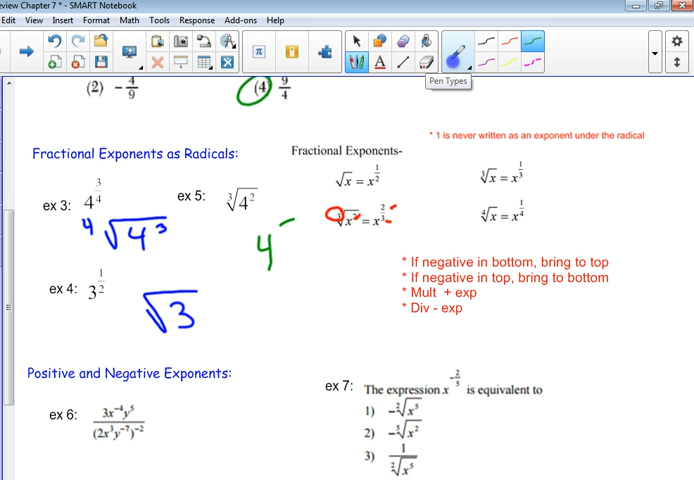 eview Chapter 7 * - SMART Notebook
Edit View Insert Format Math Tools Response Add-ons Help
Pen Types
(2) -4/9
(4) 9/4
* 1 is never written as an exponent under the radical
Fractional Exponents as Radicals:
Fractional Exponents-
√x = x^(1/2)
∛x = x^(1/3)
ex 3: 4^(3/4)
ex 5: ∛4²
⁴√4³
4
∛x² = x^(2/3)
∜x = x^(1/4)
* If negative in bottom, bring to top
* If negative in top, bring to bottom
* Mult + exp
* Div - exp
ex 4: 3^(1/2)
√3
Positive and Negative Exponents:
ex 7: The expression x^(-2/5) is equivalent to
ex 6: 3x⁻⁴y⁵/(2x³y⁻⁷)⁻²
1) -²√x⁵
2) -⁵√x²
3) 1/²√x⁵